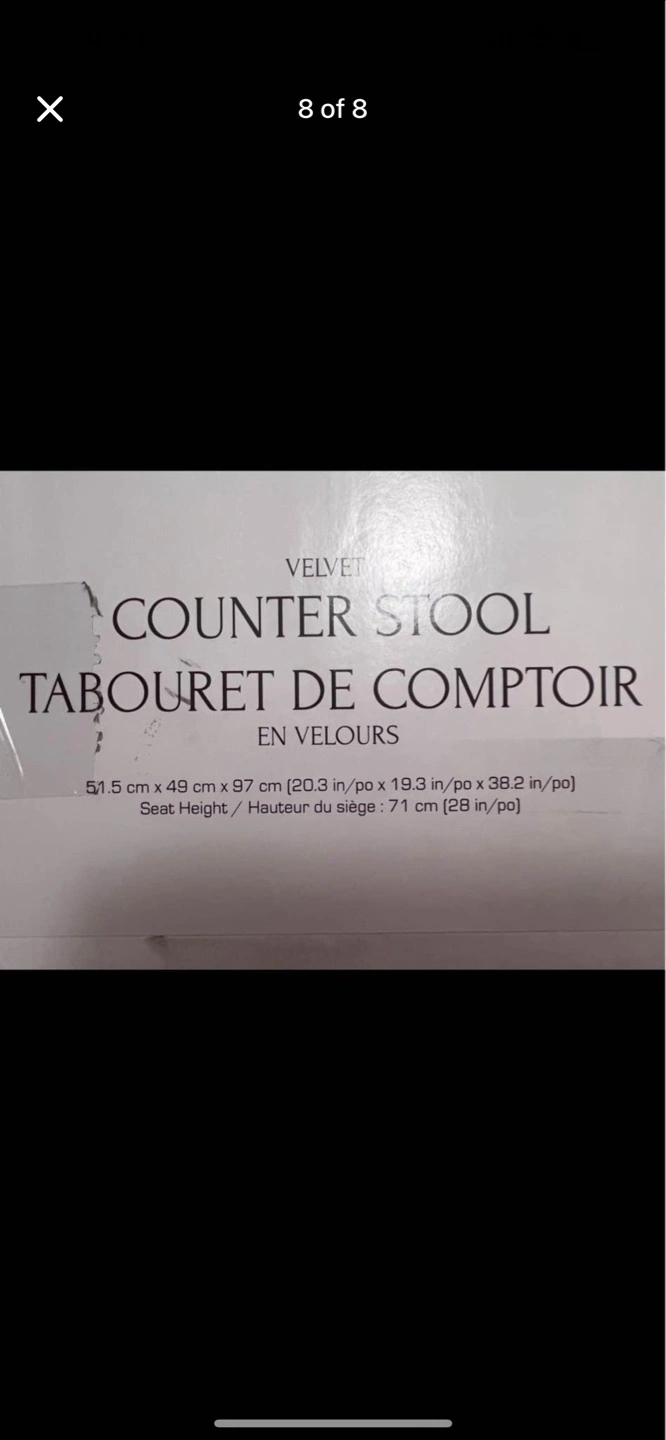 8 of 8
VELVET
COUNTER STOOL
TABOURET DE COMPTOIR
EN VELOURS
51.5 cm x 49 cm x 97 cm (20.3 in/po x 19.3 in/po x 38.2 in/po)
Seat Height / Hauteur du siège : 71 cm (28 in/po)